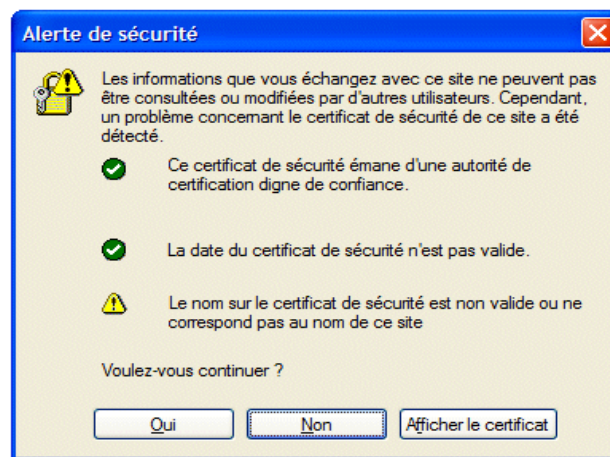 Alerte de sécurité
Les informations que vous échangez avec ce site ne peuvent pas
être consultées ou modifiées par d'autres utilisateurs. Cependant,
un problème concernant le certificat de sécurité de ce site a été
détecté.
Ce certificat de sécurité émane d'une autorité de
certification digne de confiance.
La date du certificat de sécurité n'est pas valide.
Le nom sur le certificat de sécurité est non valide ou ne
correspond pas au nom de ce site
Voulez-vous continuer ?
Oui Non Afficher le certificat